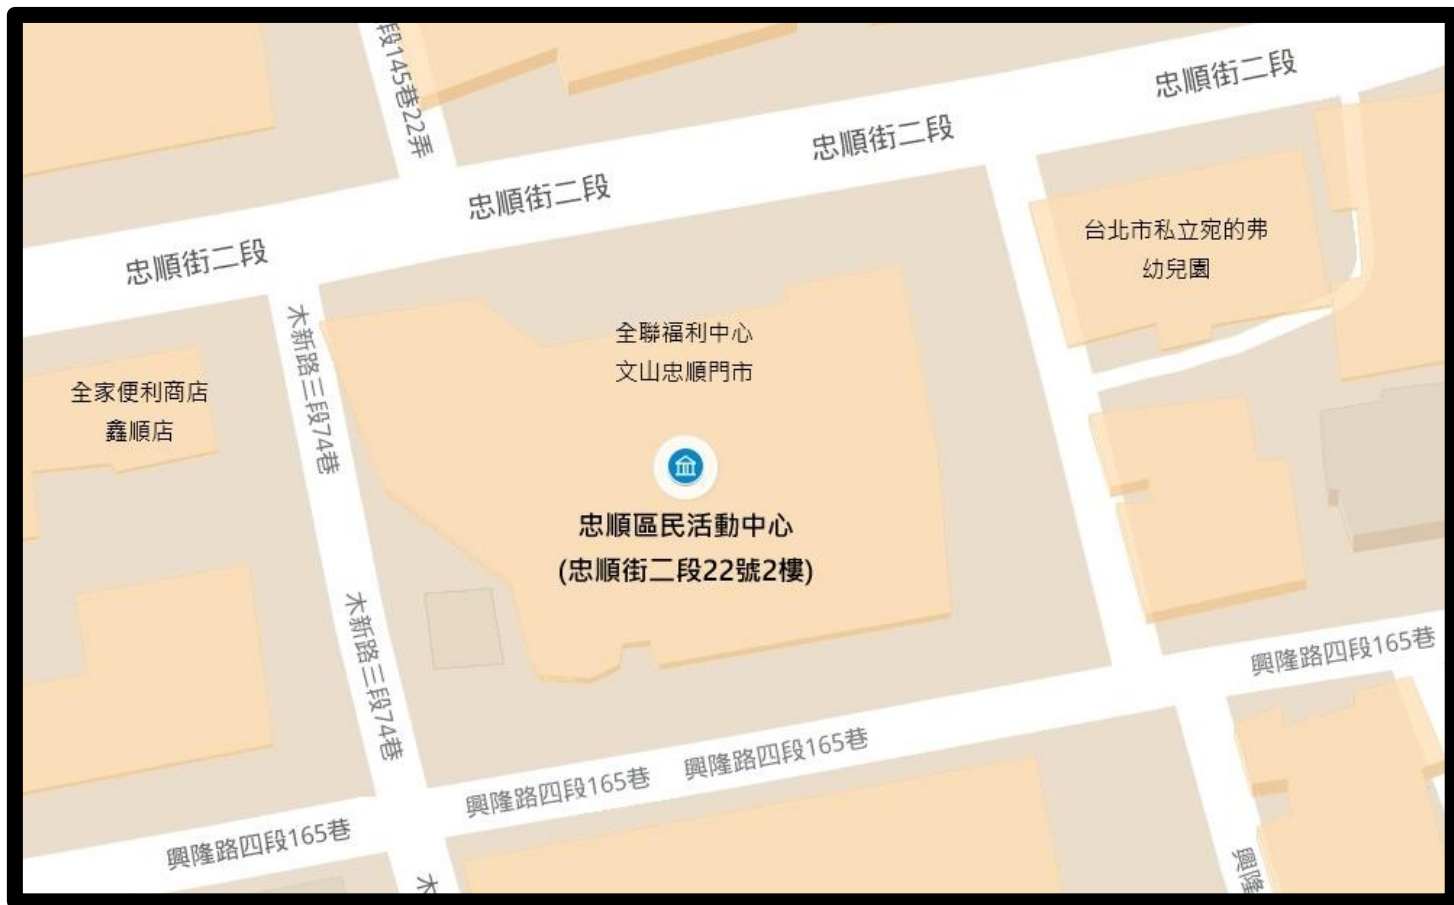 段145巷22弄
忠順街二段
忠順街二段
忠順街二段
忠順街二段
台北市私立宛的弗
幼兒園
木新路三段74巷
全聯福利中心
文山忠順門市
全家便利商店
鑫順店
忠順區民活動中心
(忠順街二段22號2樓)
木新路三段74巷
興隆路四段165巷
興隆路四段165巷
興隆路四段165巷
興隆路四段165巷
木
興隆